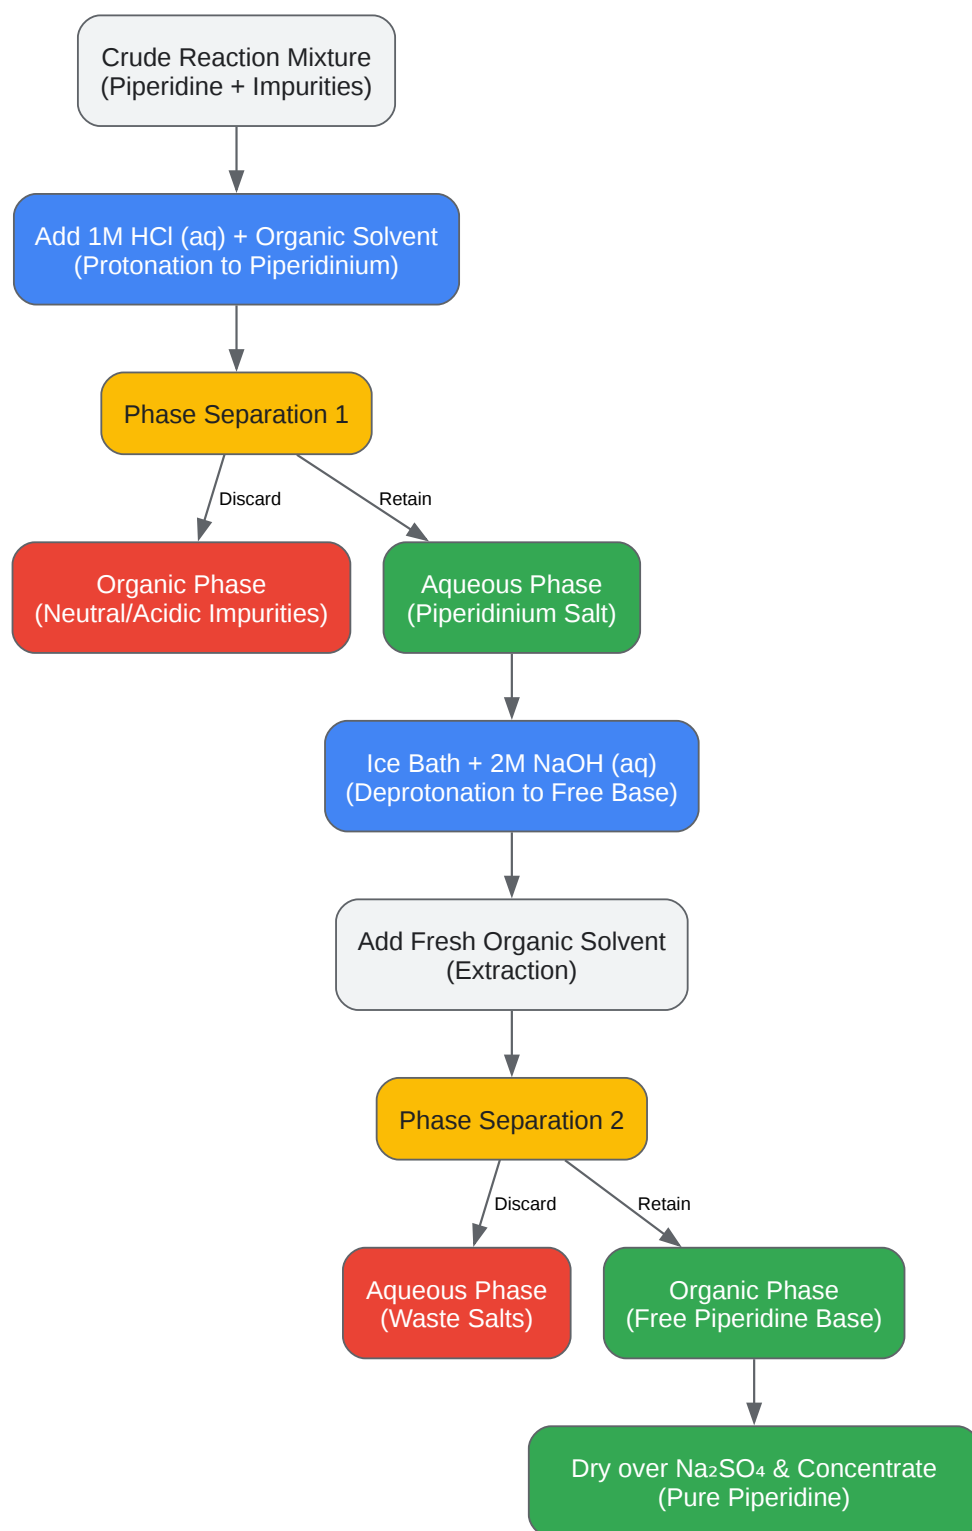 Crude Reaction Mixture
(Piperidine + Impurities)
Add 1M HCl (aq) + Organic Solvent
(Protonation to Piperidinium)
Phase Separation 1
Discard
Retain
Organic Phase
(Neutral/Acidic Impurities)
Aqueous Phase
(Piperidinium Salt)
Ice Bath + 2M NaOH (aq)
(Deprotonation to Free Base)
Add Fresh Organic Solvent
(Extraction)
Phase Separation 2
Discard
Retain
Aqueous Phase
(Waste Salts)
Organic Phase
(Free Piperidine Base)
Dry over Na₂SO₄ & Concentrate
(Pure Piperidine)